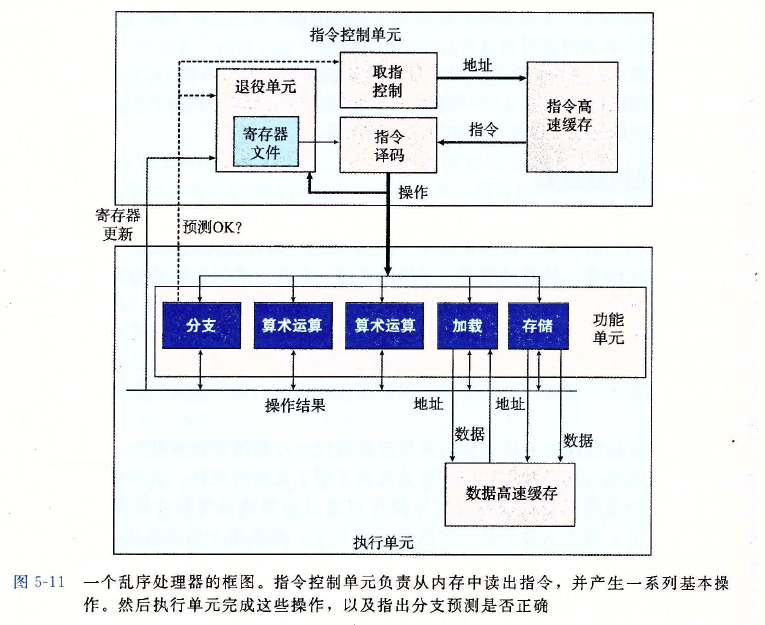 指令控制单元
退役单元
取指
控制
地址
指令高
速缓存
寄存器
文件
指令
译码
指令
操作
寄存器
更新
预测OK?
分支
算术运算
算术运算
加载
存储
功能
单元
操作结果
地址
地址
数据
数据
数据高速缓存
执行单元
图 5-11 一个乱序处理器的框图。指令控制单元负责从内存中读出指令，并产生一系列基本操
作。然后执行单元完成这些操作，以及指出分支预测是否正确